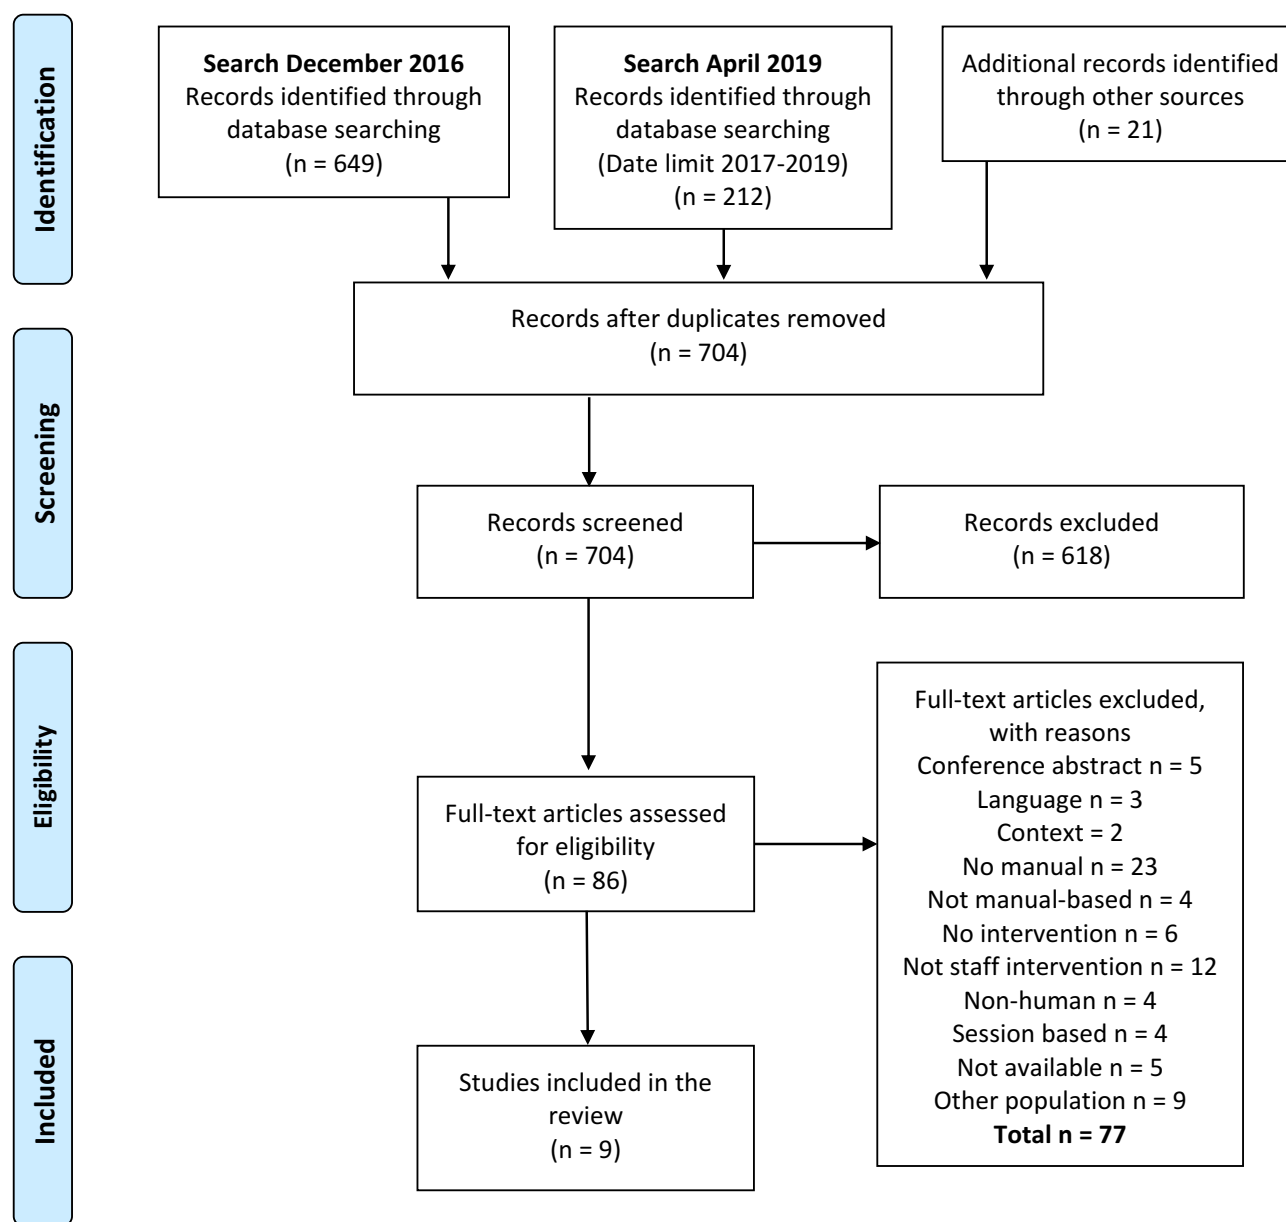 Identification
Search December 2016
Records identified through
database searching
(n = 649)
Search April 2019
Records identified through
database searching
(Date limit 2017-2019)
(n = 212)
Additional records identified
through other sources
(n = 21)
Records after duplicates removed
(n = 704)
Screening
Records screened
(n = 704)
Records excluded
(n = 618)
Eligibility
Full-text articles assessed
for eligibility
(n = 86)
Full-text articles excluded,
with reasons
Conference abstract n = 5
Language n = 3
Context = 2
No manual n = 23
Not manual-based n = 4
No intervention n = 6
Not staff intervention n = 12
Non-human n = 4
Session based n = 4
Not available n = 5
Other population n = 9
Total n = 77
Included
Studies included in the
review
(n = 9)